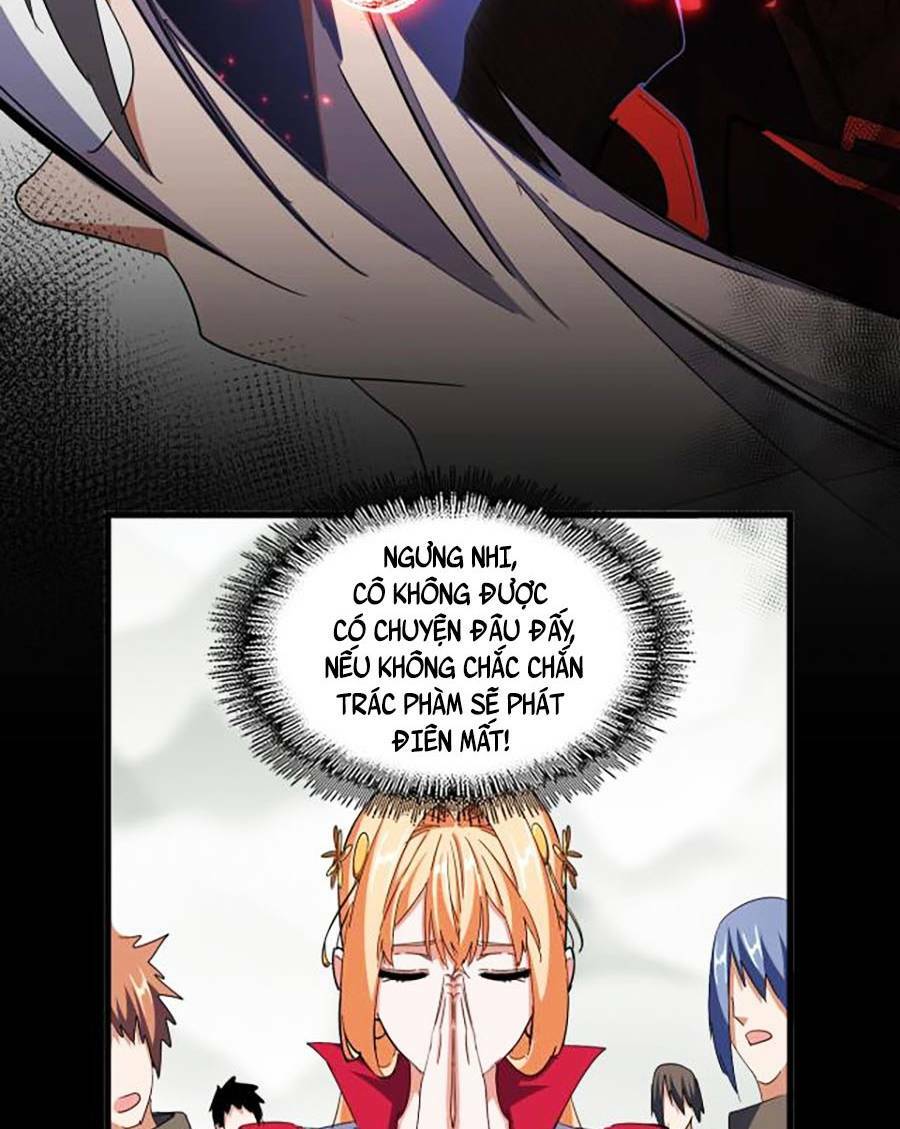 NGƯNG NHI,
CÔ KHÔNG ĐƯỢC
CÓ CHUYỆN ĐÂU ĐẤY,
NẾU KHÔNG CHẮC CHẮN
TRÁC PHÀM SẼ PHÁT
ĐIÊN MẤT!